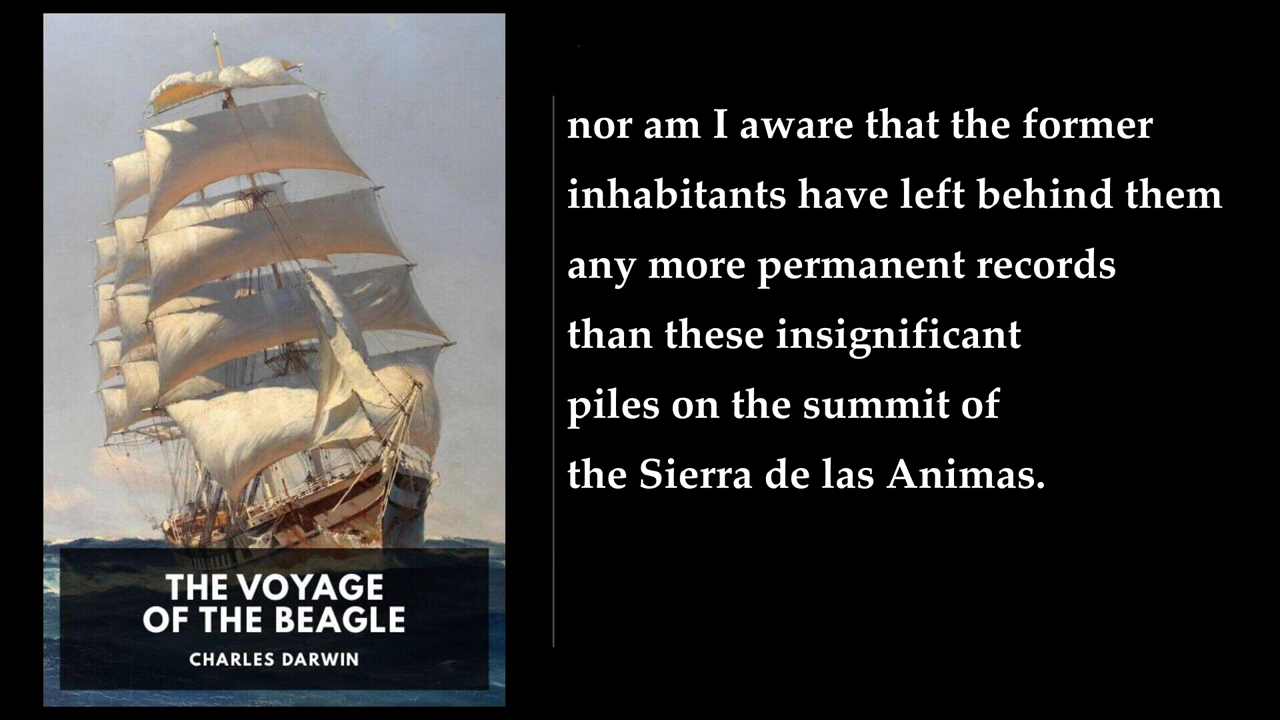 THE VOYAGE
OF THE BEAGLE
CHARLES DARWIN
nor am I aware that the former
inhabitants have left behind them
any more permanent records
than these insignificant
piles on the summit of
the Sierra de las Animas.